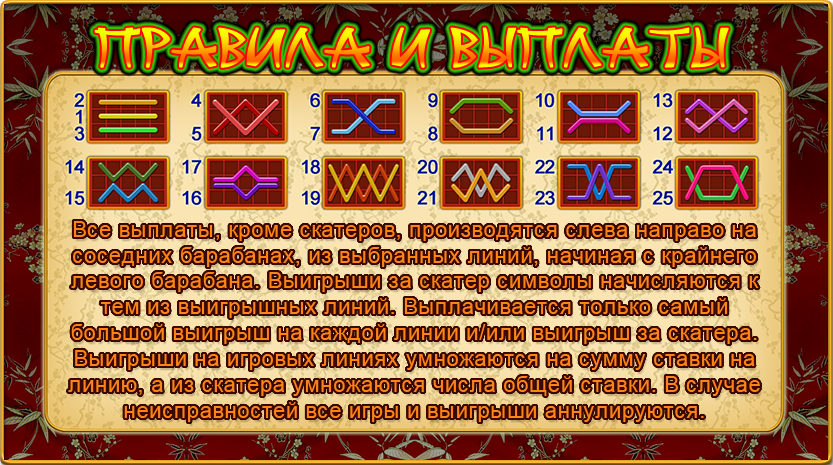 ПРАВИЛА И ВЫПЛАТЫ
2 4 6 9 10 13
1
3 5 7 8 11 12
14 17 18 20 22 24
15 16 19 21 23 25
Все выплаты, кроме скатеров, производятся слева направо на
соседних барабанах, из выбранных линий, начиная с крайнего
левого барабана. Выигрыши за скатер символы начисляются к
тем из выигрышных линий. Выплачивается только самый
большой выигрыш на каждой линии и/или выигрыш за скатера.
Выигрыши на игровых линиях умножаются на сумму ставки на
линию, а из скатера умножаются числа общей ставки. В случае
неисправностей все игры и выигрыши аннулируются.